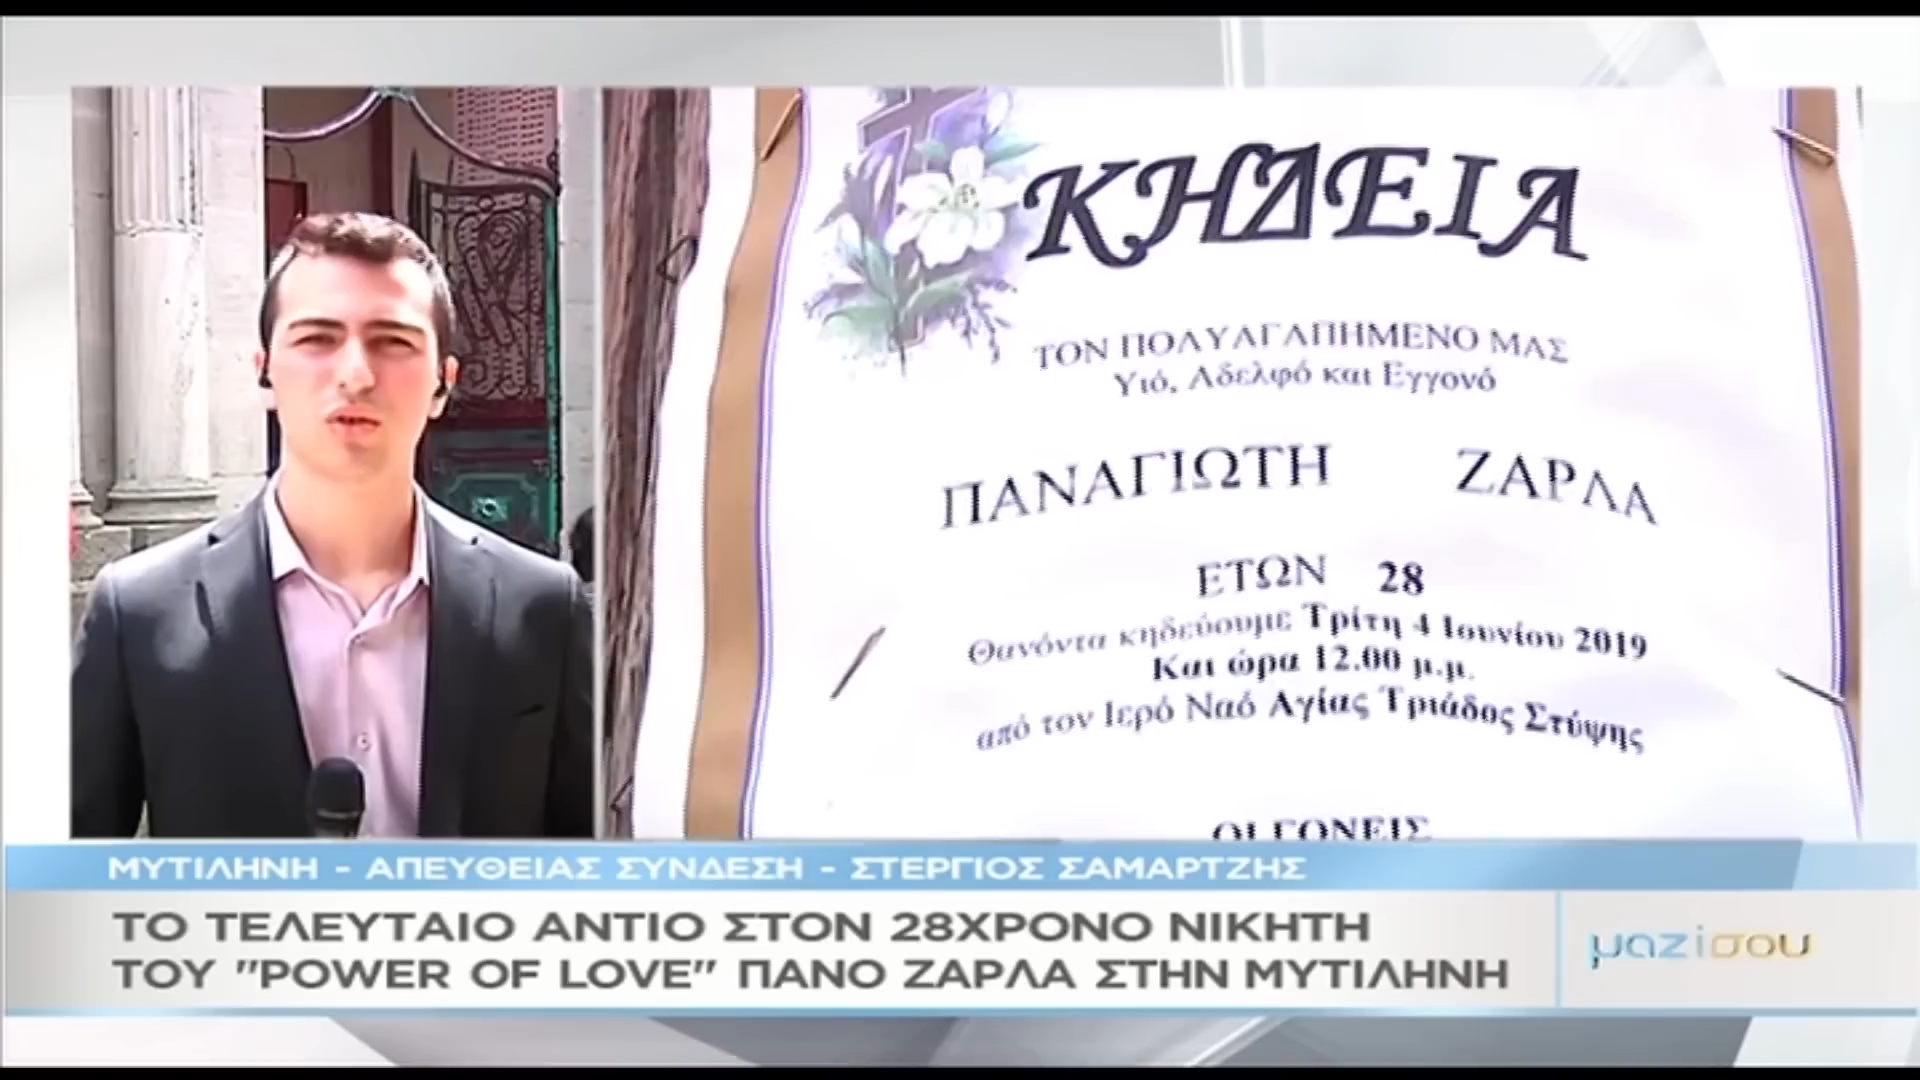 ΚΗΔΕΙΑ
ΤΟΝ ΠΟΛΥΑΓΑΠΗΜΕΝΟ ΜΑΣ
Υιό, Αδελφό και Εγγονό
ΠΑΝΑΓΙΩΤΗ ΖΑΡΛΑ
ΕΤΩΝ 28
Θανόντα κηδεύουμε Τρίτη 4 Ιουνίου 2019
Και ώρα 12.00 μ.μ.
από τον Ιερό Ναό Αγίας Τριάδος Στύψης
ΟΙ ΓΟΝΕΙΣ
ΜΥΤΙΛΗΝΗ - ΑΠΕΥΘΕΙΑΣ ΣΥΝΔΕΣΗ - ΣΤΕΡΓΙΟΣ ΣΑΜΑΡΤΖΗΣ
ΤΟ ΤΕΛΕΥΤΑΙΟ ΑΝΤΙΟ ΣΤΟΝ 28ΧΡΟΝΟ ΝΙΚΗΤΗ
ΤΟΥ "POWER OF LOVE" ΠΑΝΟ ΖΑΡΛΑ ΣΤΗΝ ΜΥΤΙΛΗΝΗ
μαζί σου